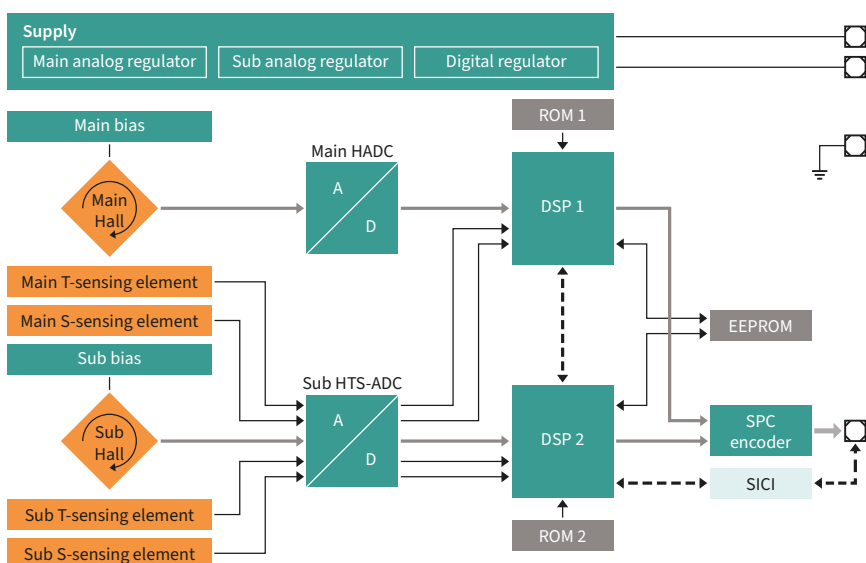 Supply
Main analog regulator
Sub analog regulator
Digital regulator
Main bias
ROM 1
Main HADC
Main
Hall
A
D
DSP 1
Main T-sensing element
Main S-sensing element
EEPROM
Sub bias
Sub HTS-ADC
Sub
Hall
A
D
DSP 2
SPC
encoder
SICI
Sub T-sensing element
ROM 2
Sub S-sensing element